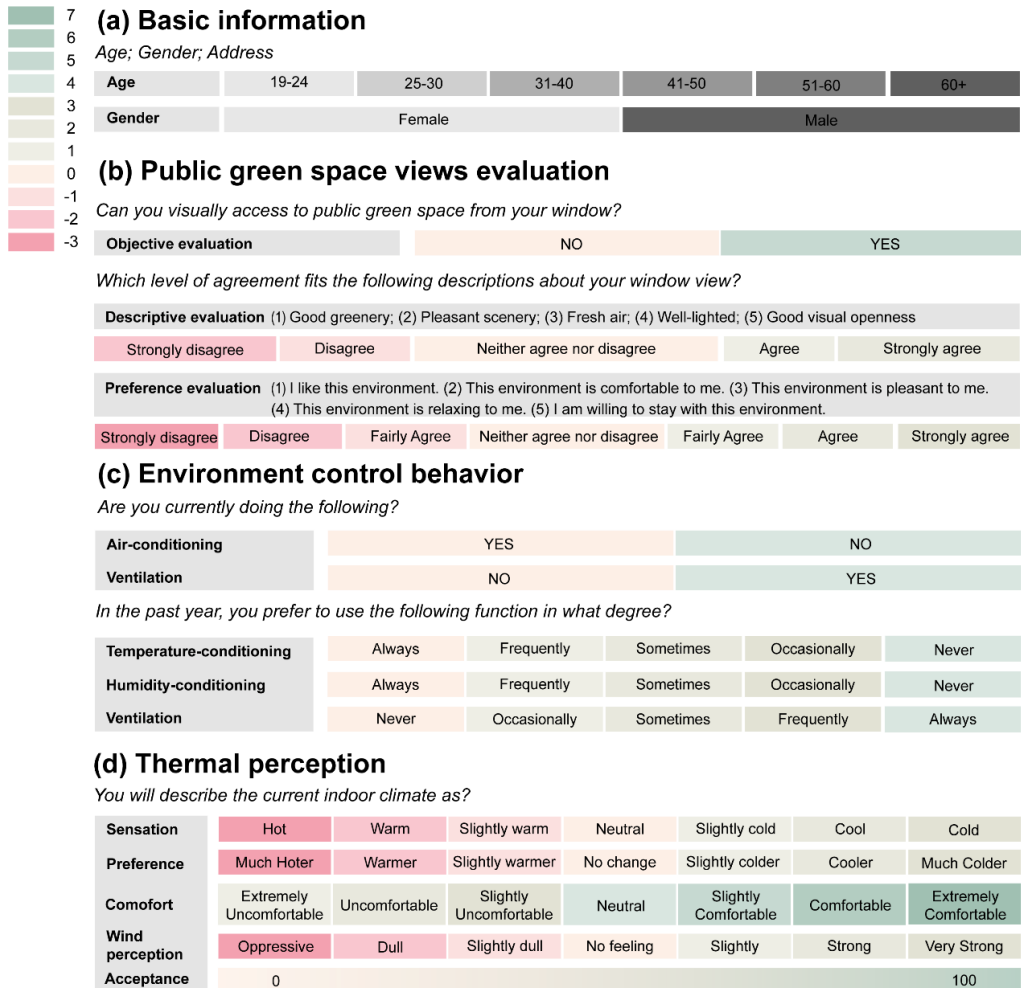 7
6
5
4
3
2
1
0
-1
-2
-3
(a) Basic information
Age; Gender; Address
Age 19-24 25-30 31-40 41-50 51-60 60+
Gender Female Male
(b) Public green space views evaluation
Can you visually access to public green space from your window?
Objective evaluation NO YES
Which level of agreement fits the following descriptions about your window view?
Descriptive evaluation (1) Good greenery; (2) Pleasant scenery; (3) Fresh air; (4) Well-lighted; (5) Good visual openness
Strongly disagree Disagree Neither agree nor disagree Agree Strongly agree
Preference evaluation (1) I like this environment. (2) This environment is comfortable to me. (3) This environment is pleasant to me.
(4) This environment is relaxing to me. (5) I am willing to stay with this environment.
Strongly disagree Disagree Fairly Agree Neither agree nor disagree Fairly Agree Agree Strongly agree
(c) Environment control behavior
Are you currently doing the following?
Air-conditioning YES NO
Ventilation NO YES
In the past year, you prefer to use the following function in what degree?
Temperature-conditioning Always Frequently Sometimes Occasionally Never
Humidity-conditioning Always Frequently Sometimes Occasionally Never
Ventilation Never Occasionally Sometimes Frequently Always
(d) Thermal perception
You will describe the current indoor climate as?
Sensation Hot Warm Slightly warm Neutral Slightly cold Cool Cold
Preference Much Hoter Warmer Slightly warmer No change Slightly colder Cooler Much Colder
Comofort Extremely Uncomfortable Uncomfortable Slightly Uncomfortable Neutral Slightly Comfortable Comfortable Extremely Comfortable
Wind perception Oppressive Dull Slightly dull No feeling Slightly Strong Very Strong
Acceptance 0 100